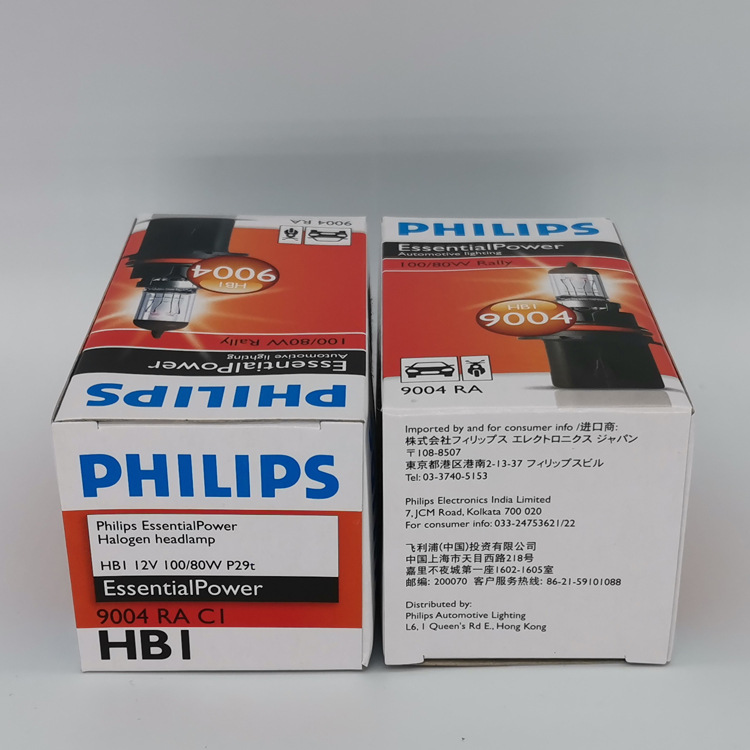 9004 RA
9004
HB1
100/80W Rally
Automotive lighting
EssentialPower
PHILIPS
PHILIPS
Philips EssentialPower
Halogen headlamp
HB1 12V 100/80W P29t
EssentialPower
9004 RA C1
HB1
PHILIPS
EssentialPower
Automotive lighting
100/80W Rally
HB1
9004
9004 RA
Imported by and for consumer info /进口商:
株式会社フィリップス エレクトロニクス ジャパン
〒108-8507
東京都港区港南2-13-37 フィリップスビル
Tel: 03-3740-5153
Philips Electronics India Limited
7, JCM Road, Kolkata 700 020
For consumer info: 033-24753621/22
飞利浦(中国)投资有限公司
中国上海市天目西路218号
嘉里不夜城第一座1602-1605室
邮编: 200070 客户服务热线: 86-21-59101088
Distributed by:
Philips Automotive Lighting
L6, 1 Queen's Rd E., Hong Kong